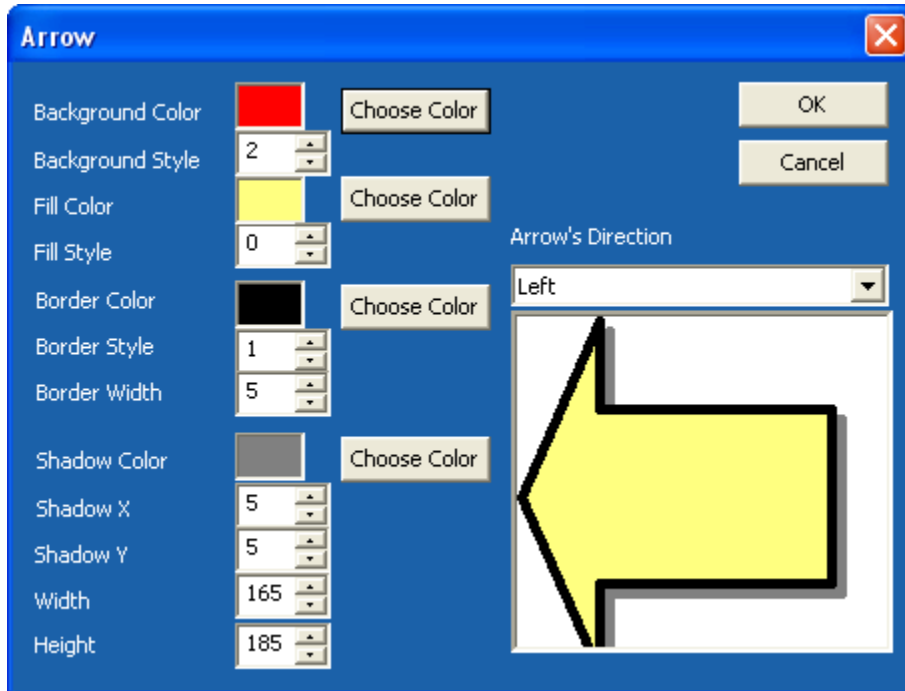 Arrow
Background Color Choose Color OK
Background Style 2 Cancel
Fill Color Choose Color
Fill Style 0 Arrow's Direction
Border Color Choose Color Left
Border Style 1
Border Width 5
Shadow Color Choose Color
Shadow X 5
Shadow Y 5
Width 165
Height 185